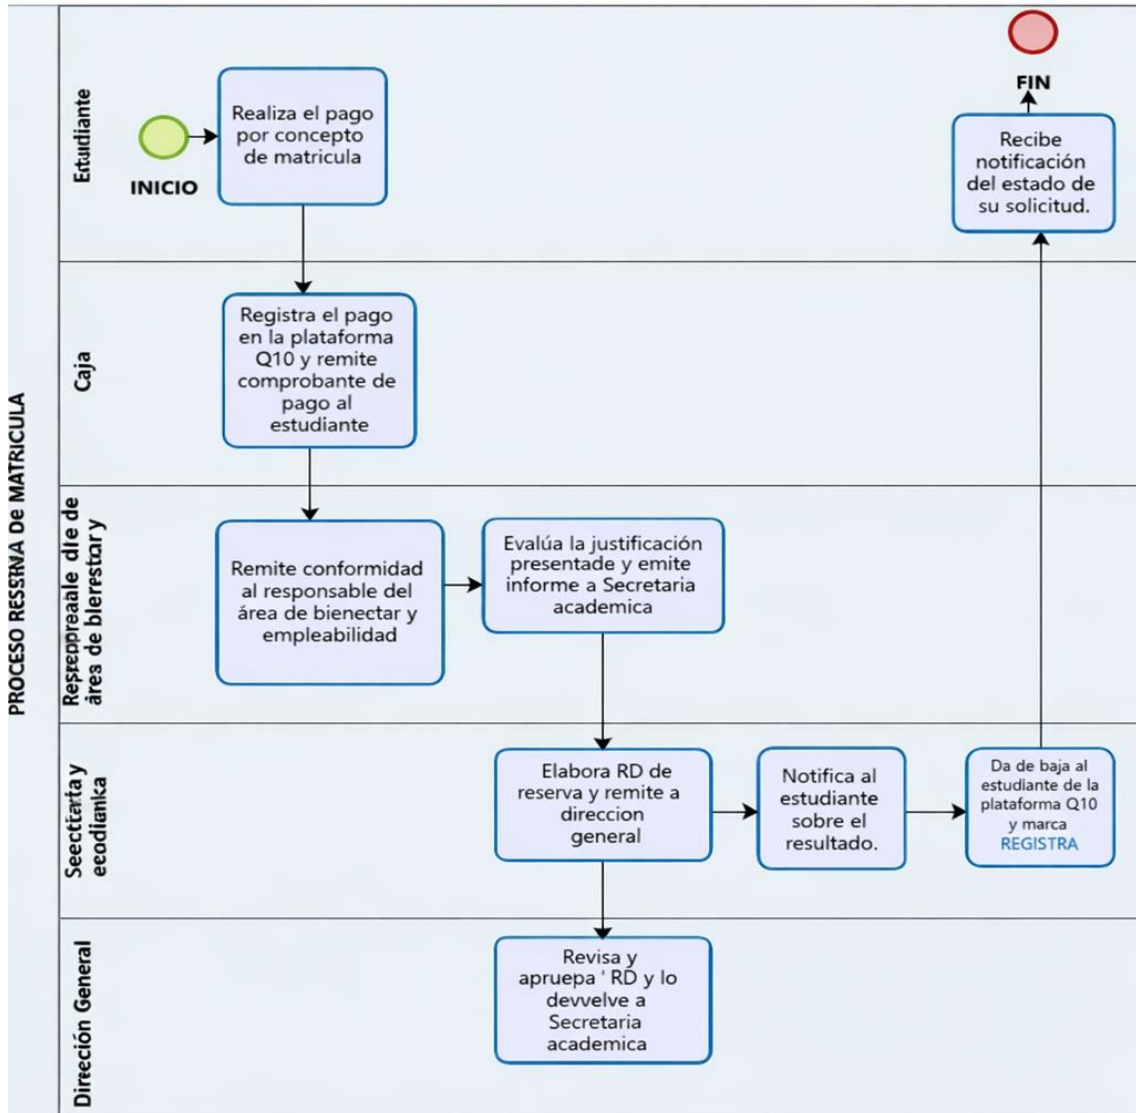 PROCESO RESERNA DE MATRICULA
Estudiante
INICIO
Realiza el pago
por concepto
de matricula
FIN
Recibe
notificación
del estado de
su solicitud.
Caja
Registra el pago
en la plataforma
Q10 y remite
comprobante de
pago al
estudiante
área de
Remite conformidad
al responsable del
área de bienectar y
empleabilidad
Evalúa la justificación
presentade y emite
informe a Secretaria
academica
Elabora RD de
reserva y remite a
direccion
general
Notifica al
estudiante
sobre el
resultado.
Da de baja al
estudiante de la
plataforma Q10
y marca
REGISTRA
Dirección General
Revisa y
apruepa ' RD y lo
devvelve a
Secretaria
academica